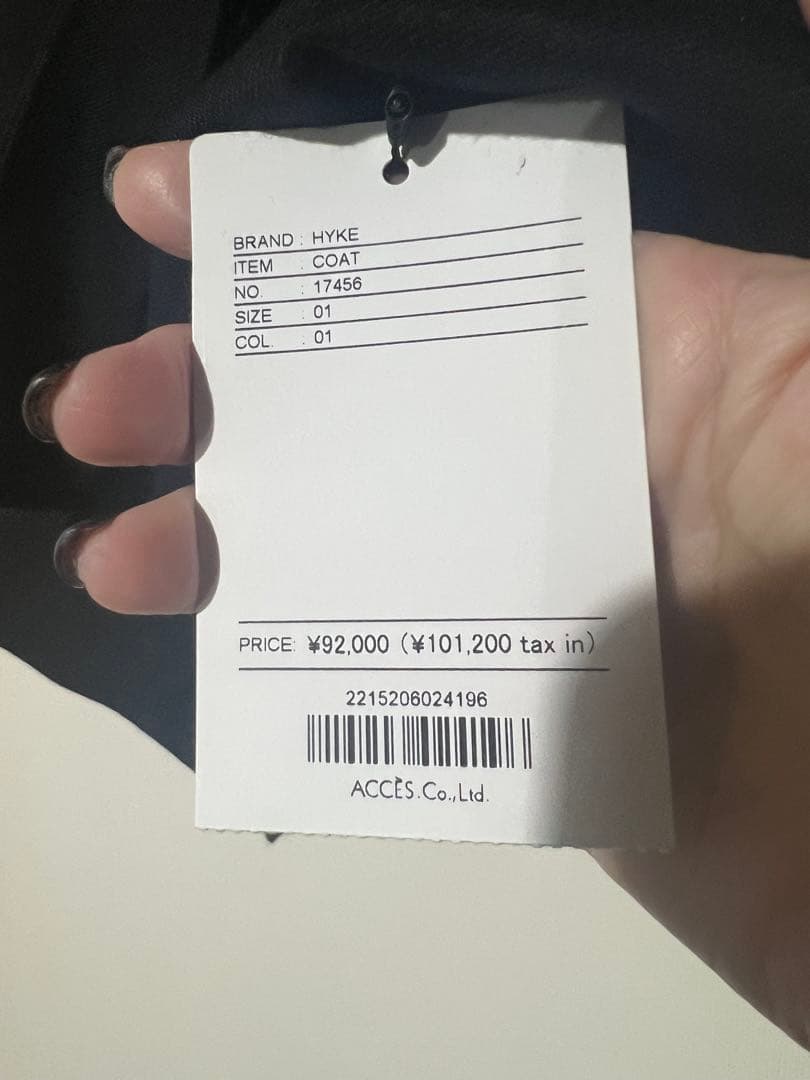 BRAND : HYKE
ITEM : COAT
NO. : 17456
SIZE : 01
COL. : 01
PRICE: ¥92,000 (¥101,200 tax in)
2215206024196
ACCÈS.Co.,Ltd.